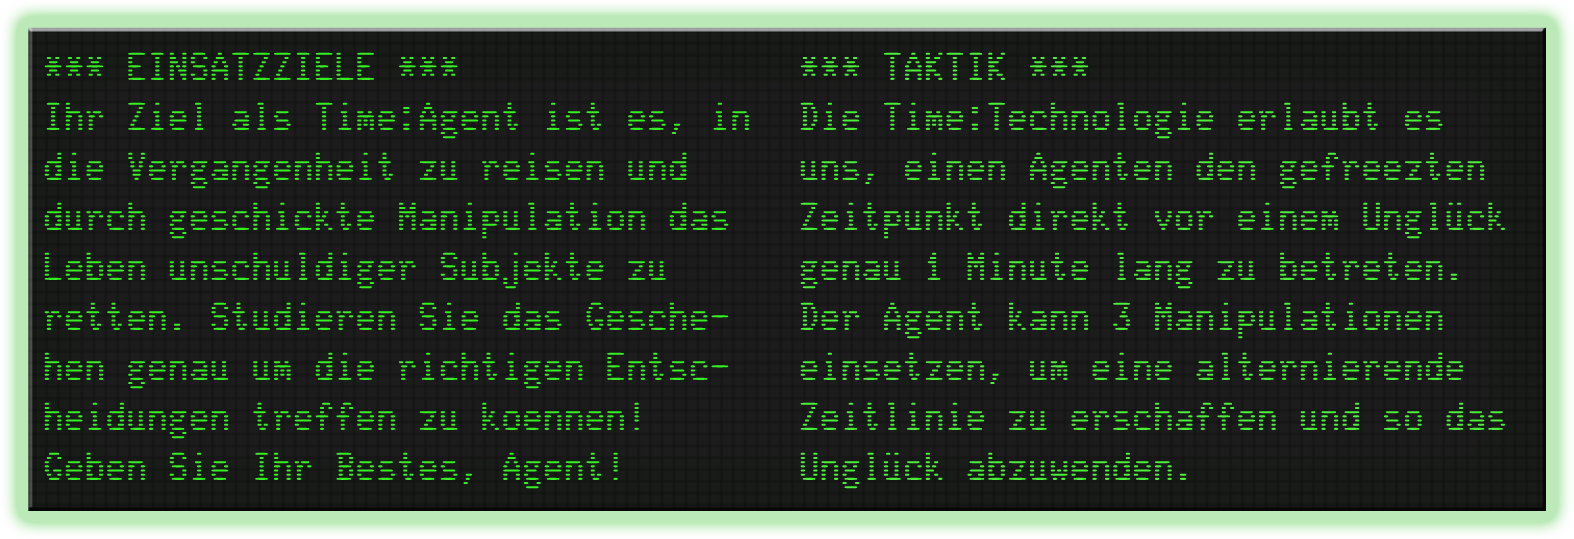 *** EINSATZZIELE ***
Ihr Ziel als Time:Agent ist es, in
die Vergangenheit zu reisen und
durch geschickte Manipulation das
Leben unschuldiger Subjekte zu
retten. Studieren Sie das Gesche-
hen genau um die richtigen Entsc-
heidungen treffen zu koennen!
Geben Sie Ihr Bestes, Agent!
*** TAKTIK ***
Die Time:Technologie erlaubt es
uns, einen Agenten den gefreezten
Zeitpunkt direkt vor einem Unglück
genau 1 Minute lang zu betreten.
Der Agent kann 3 Manipulationen
einsetzen, um eine alternierende
Zeitlinie zu erschaffen und so das
Unglück abzuwenden.